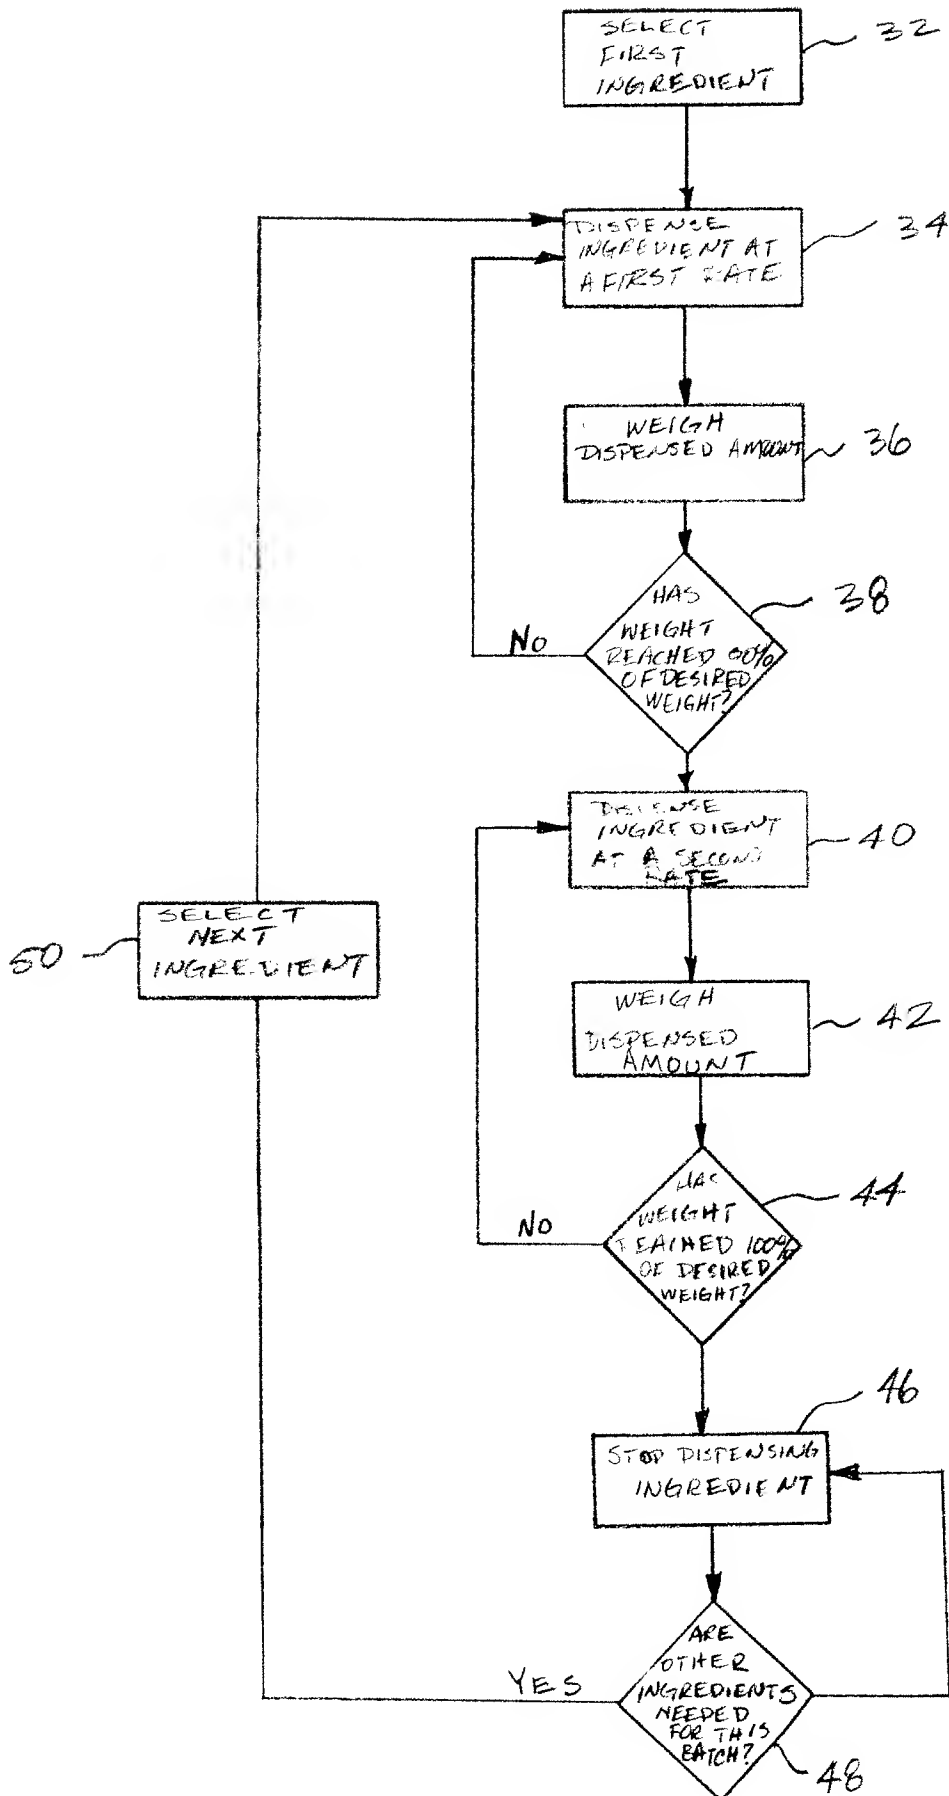 SELECT
FIRST
INGREDIENT
32
DISPENSE
INGREDIENT AT
A FIRST RATE
34
WEIGH
DISPENSED AMOUNT
36
HAS
WEIGHT
REACHED
OF DESIRED
WEIGHT?
38
NO
DISPENSE
INGREDIENT
AT A SECOND
RATE
40
SELECT
NEXT
INGREDIENT
50
WEIGH
DISPENSED
AMOUNT
42
HAS
WEIGHT
REACHED 100%
OF DESIRED
WEIGHT?
44
NO
STOP DISPENSING
INGREDIENT
46
ARE
OTHER
INGREDIENTS
NEEDED
FOR THIS
BATCH?
YES
48